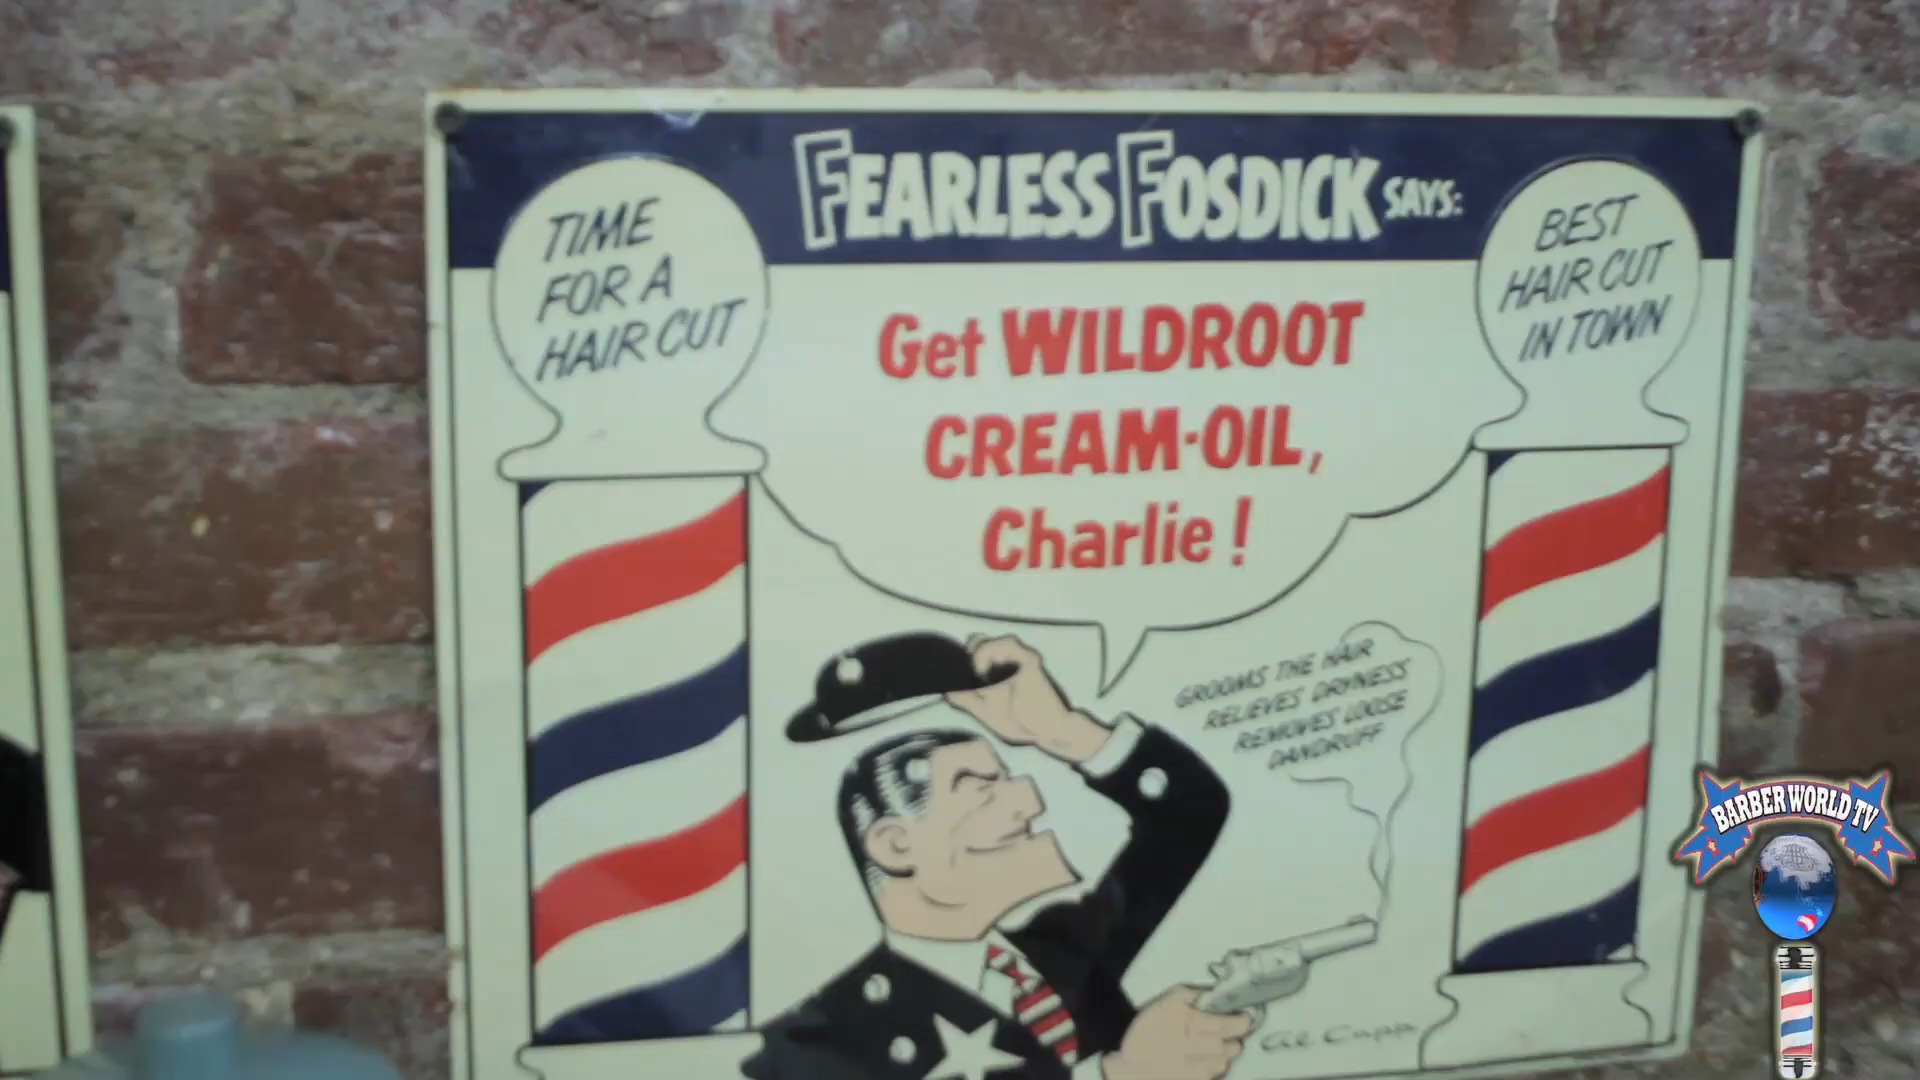 FEARLESS FOSDICK SAYS:
TIME
FOR A
HAIR CUT
Get WILDROOT
CREAM-OIL,
Charlie!
BEST
HAIR CUT
IN TOWN
GROOMS THE HAIR
RELIEVES DRYNESS
REMOVES LOOSE
DANDRUFF
Al Capp
BARBER WORLD TV